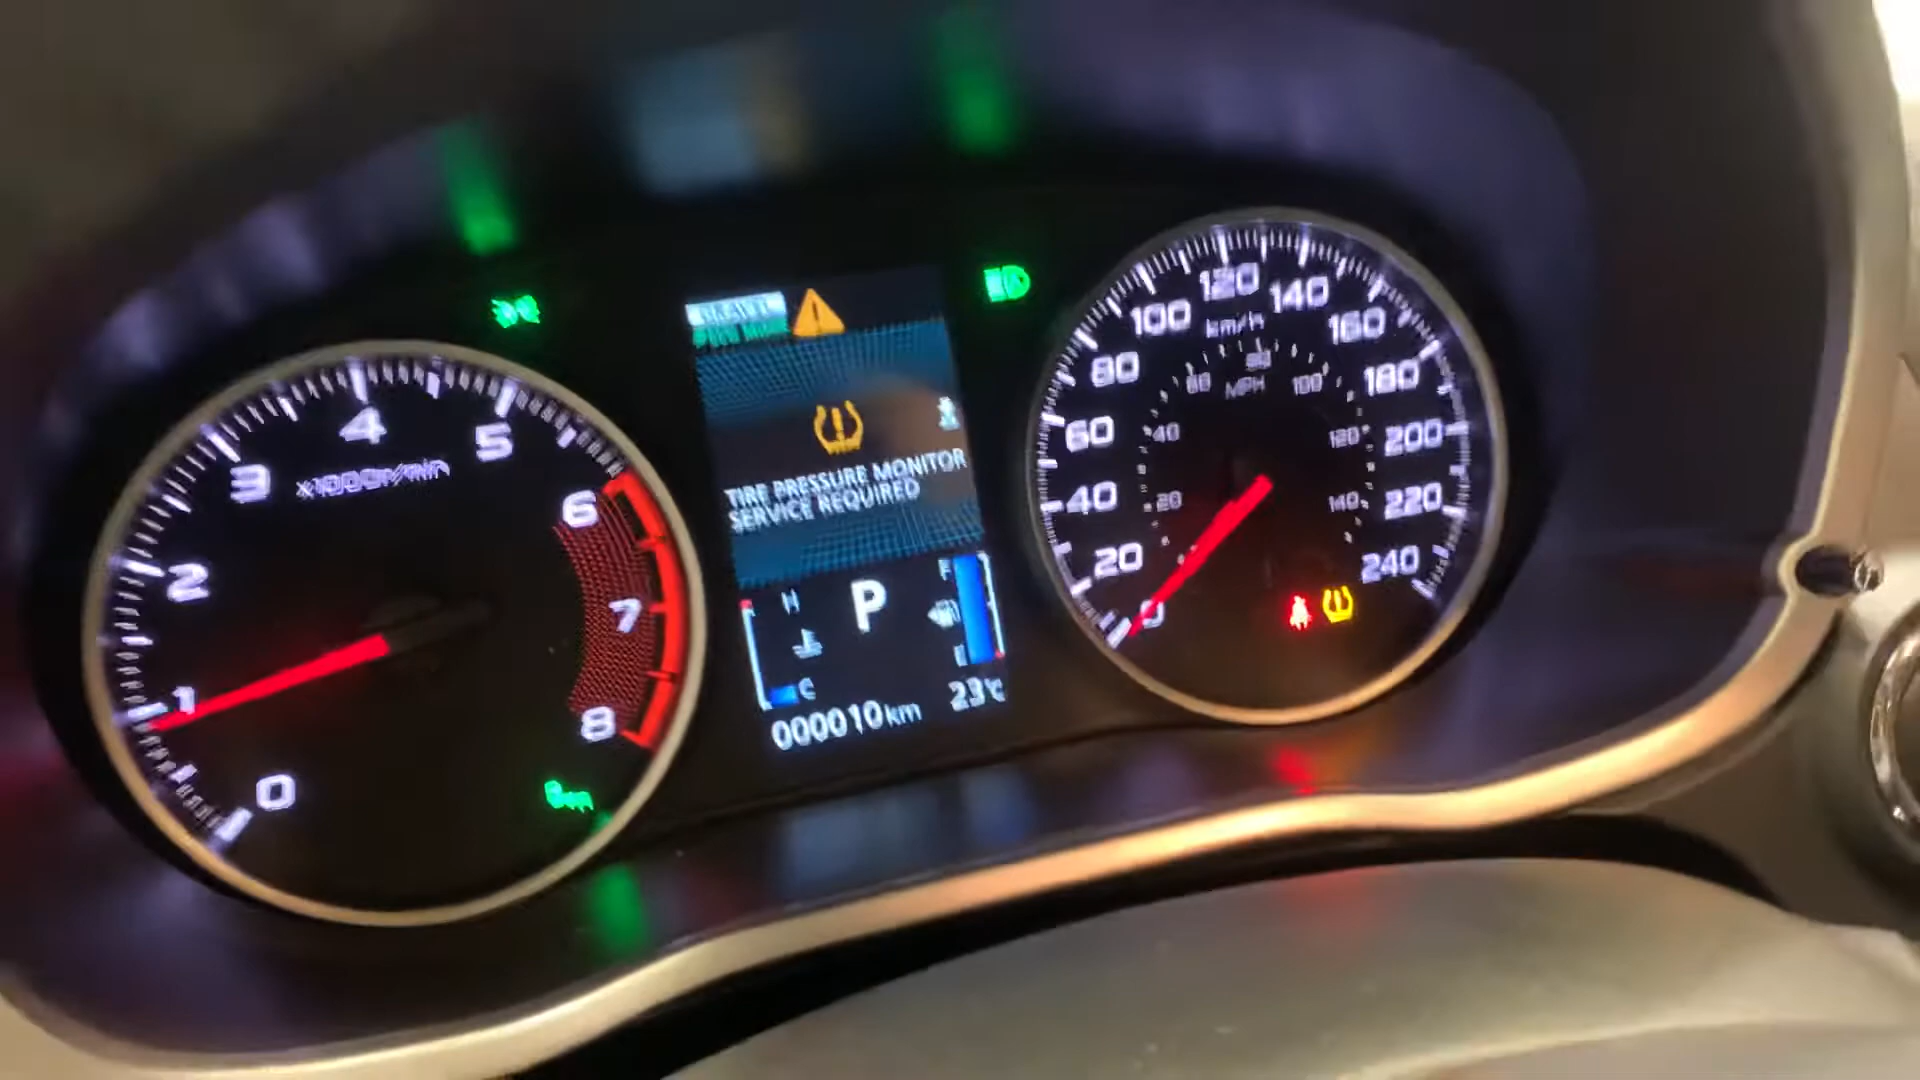 0
1
2
3
4
5
6
7
8
x1000r/min
TIRE PRESSURE MONITOR
SERVICE REQUIRED
H
C
P
F
E
000010km
23°C
0
20
40
60
80
100
120
140
160
180
200
220
240
km/h
20
40
60
80
100
120
140
MPH